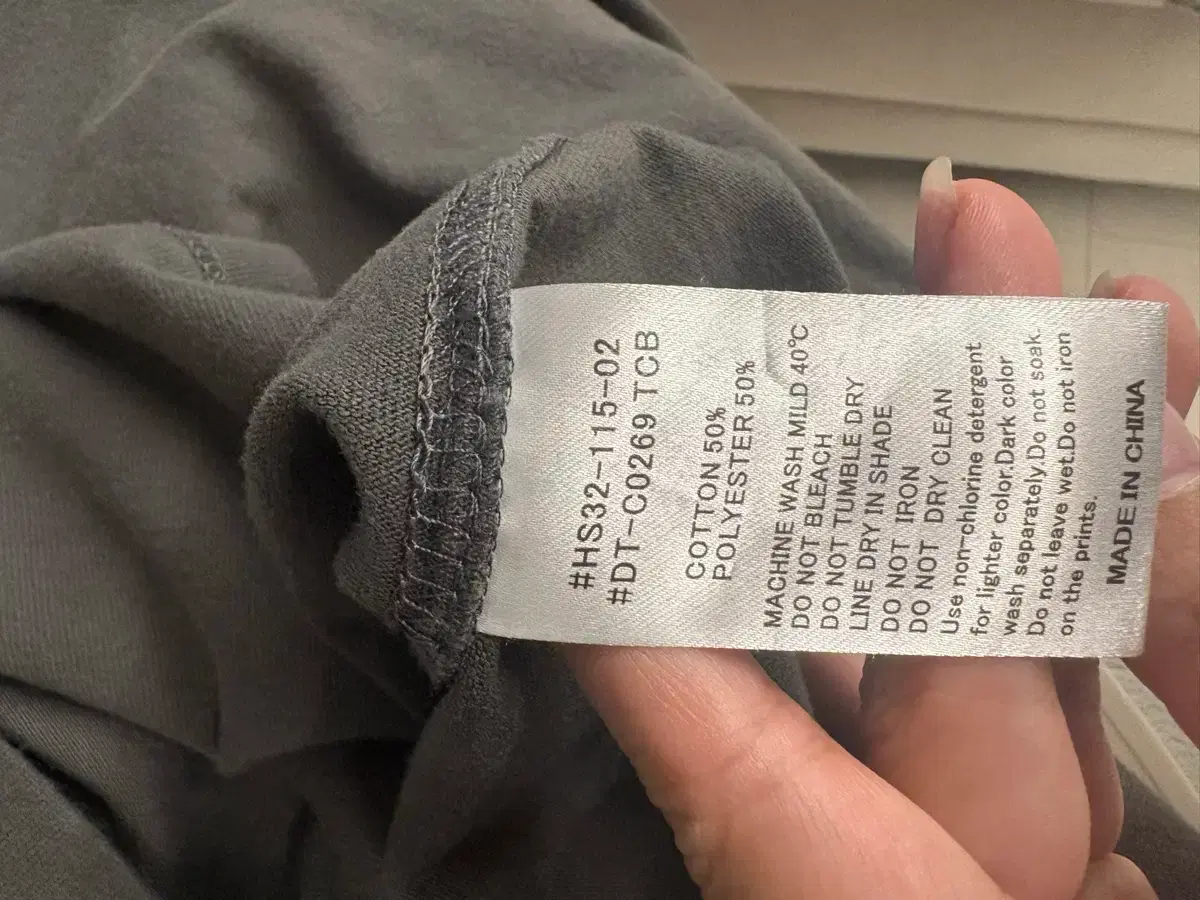 #HS32-115-02
#DT-C0269 TCB
COTTON 50%
POLYESTER 50%
MACHINE WASH MILD 40℃
DO NOT BLEACH
DO NOT TUMBLE DRY
LINE DRY IN SHADE
DO NOT IRON
DO NOT DRY CLEAN
Use non-chlorine detergent
for lighter color.Dark color
wash separately.Do not soak.
Do not leave wet.Do not iron
on the prints.
MADE IN CHINA